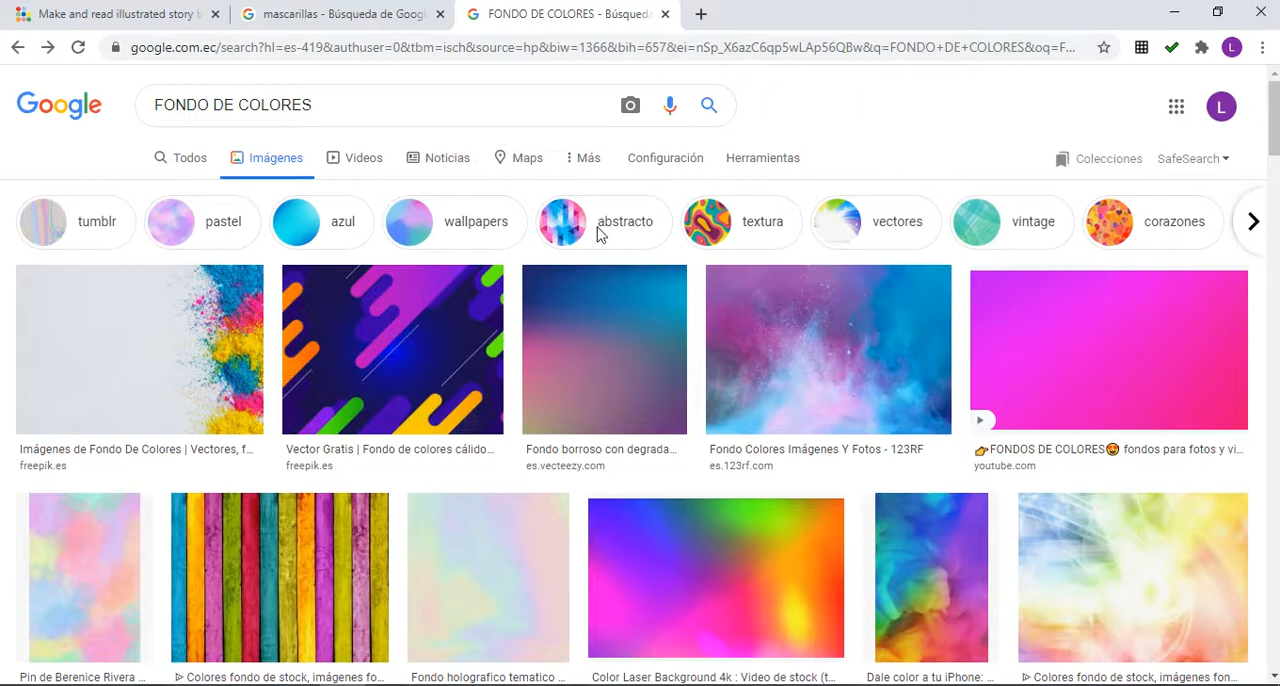 Make and read illustrated story b
mascarillas - Búsqueda de Googl
FONDO DE COLORES - Búsqueda
google.com.ec/search?hl=es-419&authuser=0&tbm=isch&source=hp&biw=1366&bih=657&ei=nSp_X6azC6qp5wLAp56QBw&q=FONDO+DE+COLORES&oq=F...
L
Google
FONDO DE COLORES
L
Todos
Imágenes
Videos
Noticias
Maps
Más
Configuración
Herramientas
Colecciones
SafeSearch
tumblr
pastel
azul
wallpapers
abstracto
textura
vectores
vintage
corazones
Imágenes de Fondo De Colores | Vectores, f...
Vector Gratis | Fondo de colores cálido...
Fondo borroso con degrada...
Fondo Colores Imágenes Y Fotos - 123RF
👉FONDOS DE COLORES🤩 fondos para fotos y vi...
freepik.es
freepik.es
es.vecteezy.com
es.123rf.com
youtube.com
Pin de Berenice Rivera ...
ᐈ Colores fondo de stock, imágenes fo...
Fondo holografico tematico ...
Color Laser Background 4k : Video de stock (t...
Dale color a tu iPhone: ...
ᐈ Colores fondo de stock, imágenes fon...